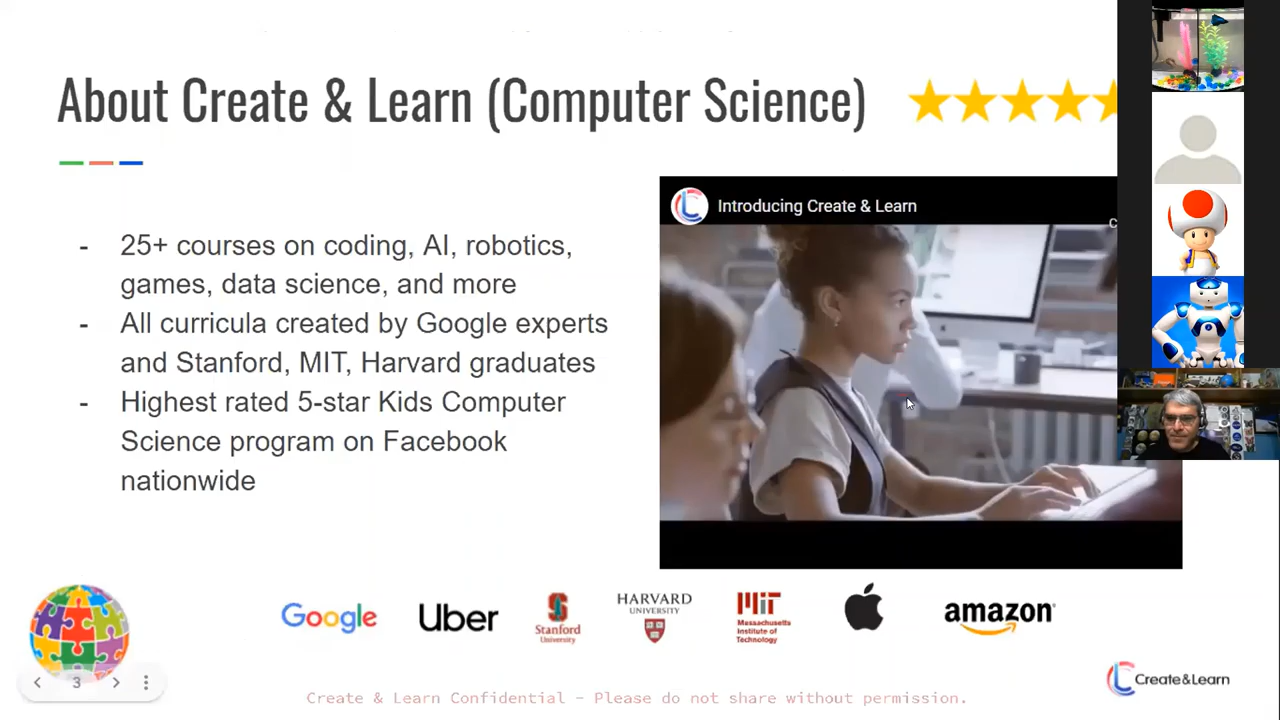 About Create & Learn (Computer Science)
Introducing Create & Learn
- 25+ courses on coding, AI, robotics,
games, data science, and more
- All curricula created by Google experts
and Stanford, MIT, Harvard graduates
- Highest rated 5-star Kids Computer
Science program on Facebook
nationwide
Google
Uber
Stanford
University
HARVARD
UNIVERSITY
MIT
Massachusetts
Institute of
Technology
amazon
3
Create & Learn Confidential - Please do not share without permission.
Create&Learn